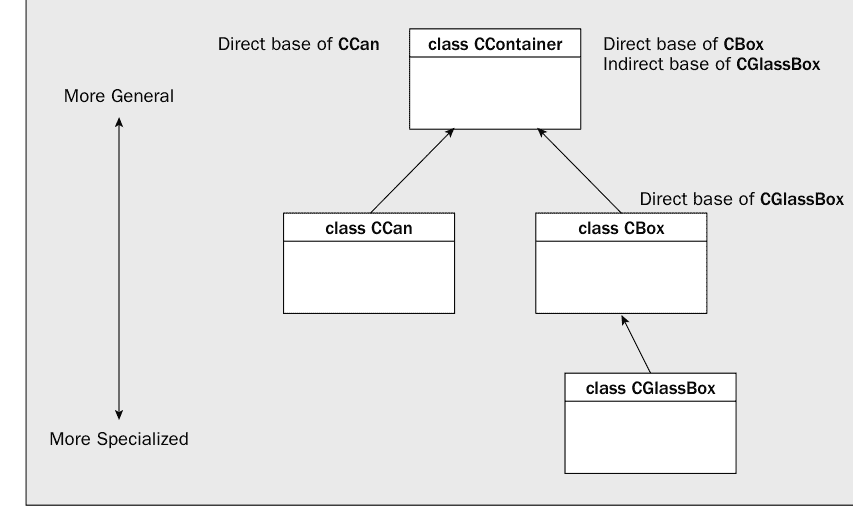 Direct base of CCan
class CContainer
Direct base of CBox
Indirect base of CGlassBox
More General
Direct base of CGlassBox
class CCan
class CBox
class CGlassBox
More Specialized